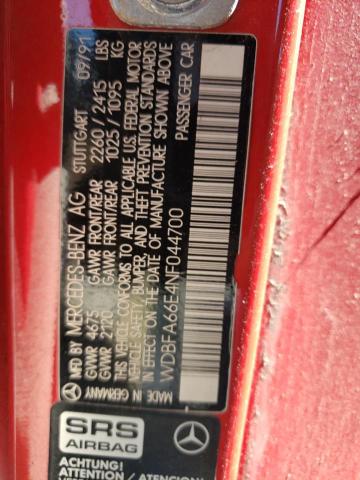 MFD BY MERCEDES-BENZ AG STUTTGART 09/91
GVWR 4675 GAWR FRONT/REAR 2260/2415 LBS
GVWR 2120 GAWR FRONT/REAR 1025/1095 KG
THIS VEHICLE CONFORMS TO ALL APPLICABLE U.S. FEDERAL MOTOR
VEHICLE SAFETY, BUMPER, AND THEFT PREVENTION STANDARDS
IN EFFECT ON THE DATE OF MANUFACTURE SHOWN ABOVE
WDBFA66E4NF044700 PASSENGER CAR
MADE IN GERMANY
SRS
AIRBAG
ACHTUNG! / ATTENTION /